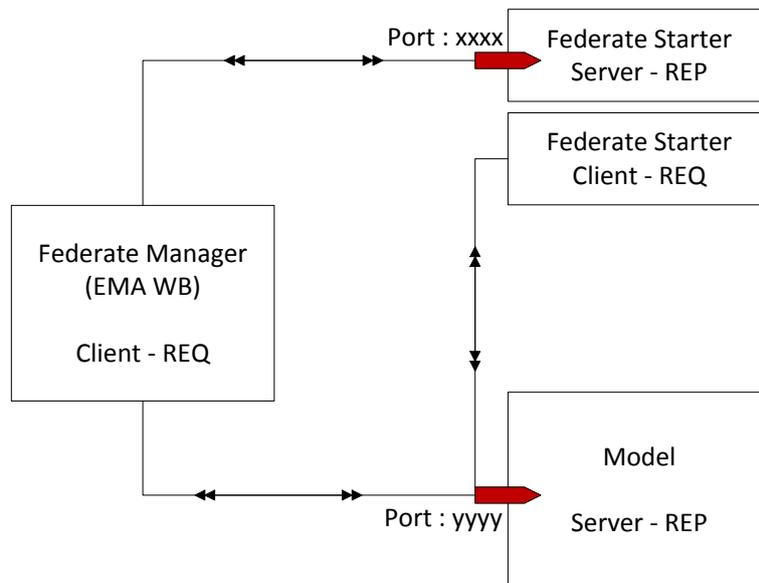 Port : xxxx
Federate Starter
Server - REP
Federate Starter
Client - REQ
Federate Manager
(EMA WB)
Client - REQ
Model
Server - REP
Port : yyyy